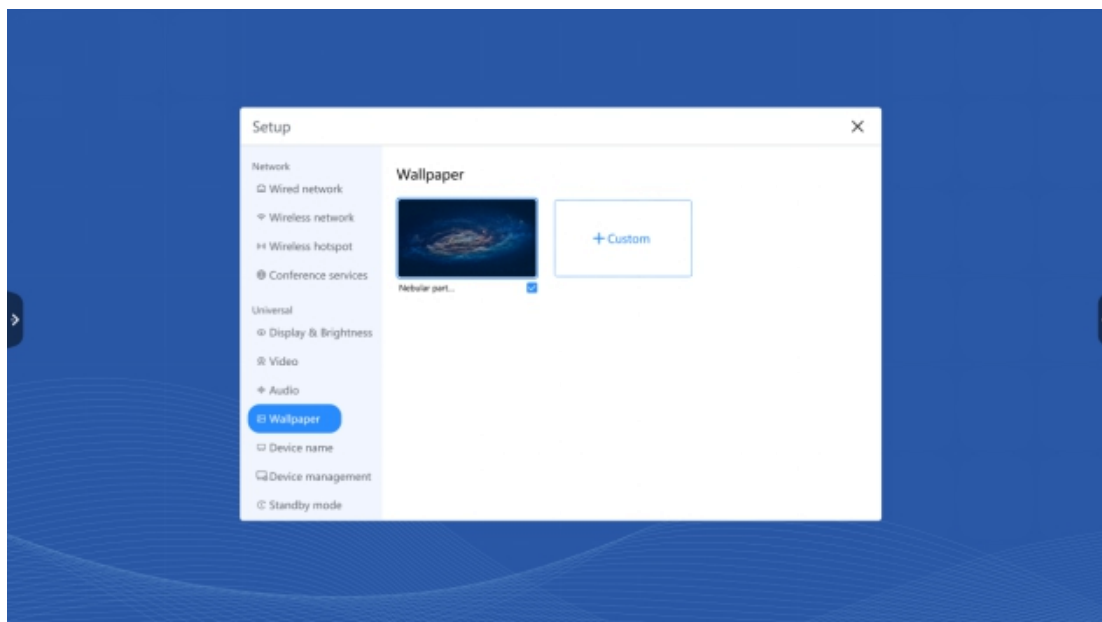 Setup
Network
Wired network
Wireless network
Wireless hotspot
Conference services
Universal
Display & Brightness
Video
Audio
Wallpaper
Device name
Device management
Standby mode
Wallpaper
+ Custom
Nebular part...